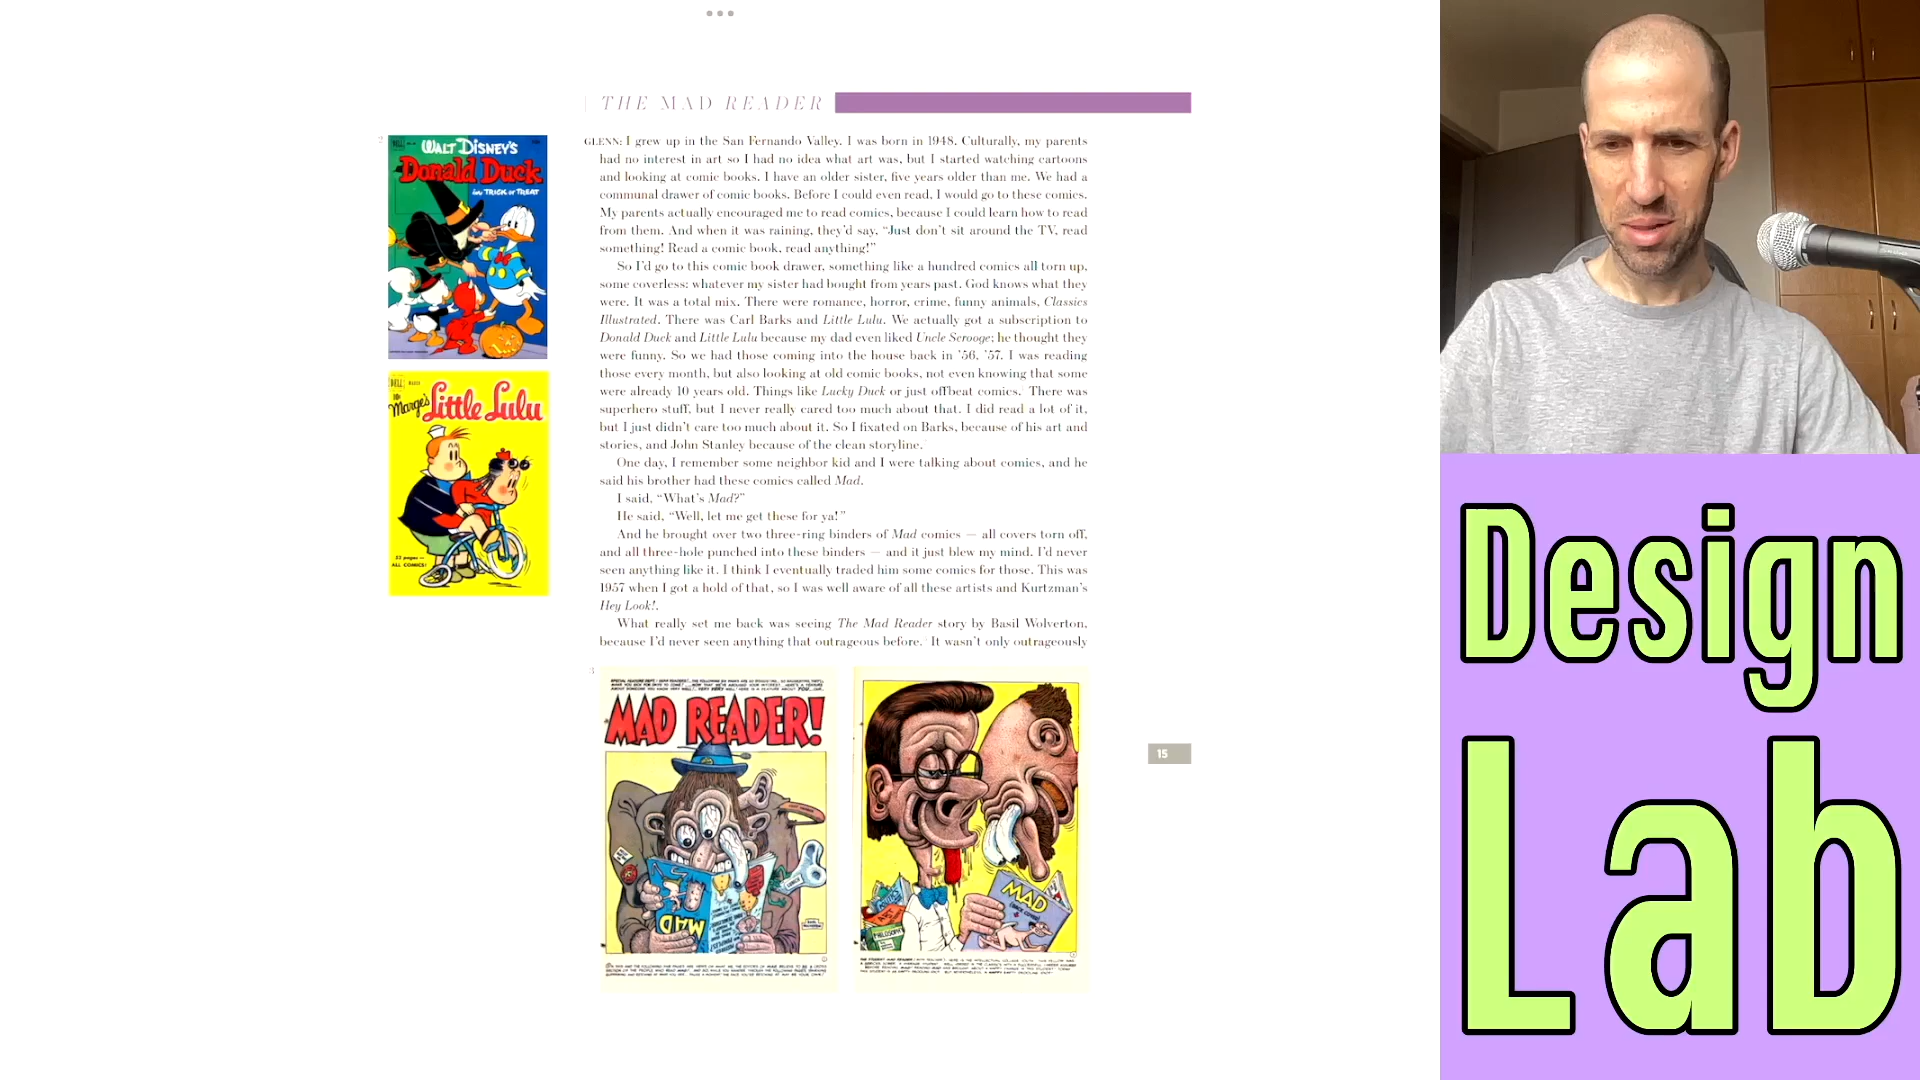 THE MAD READER
GLENN: I grew up in the San Fernando Valley. I was born in 1948. Culturally, my parents
had no interest in art so I had no idea what art was, but I started watching cartoons
and looking at comic books. I have an older sister, five years older than me. We had a
communal drawer of comic books. Before I could even read, I would go to these comics.
My parents actually encouraged me to read comics, because I could learn how to read
from them. And when it was raining, they'd say, “Just don't sit around the TV, read
something! Read a comic book, read anything!”
So I'd go to this comic book drawer, something like a hundred comics all torn up,
some coverless: whatever my sister had bought from years past. God knows what they
were. It was a total mix. There were romance, horror, crime, funny animals, Classics
Illustrated. There was Carl Barks and Little Lulu. We actually got a subscription to
Donald Duck and Little Lulu because my dad even liked Uncle Scrooge; he thought they
were funny. So we had those coming into the house back in ’56, ’57. I was reading
those every month, but also looking at old comic books, not even knowing that some
were already 10 years old. Things like Lucky Duck or just offbeat comics. There was
superhero stuff, but I never really cared too much about that. I did read a lot of it,
but I just didn't care too much about it. So I fixated on Barks, because of his art and
stories, and John Stanley because of the clean storyline.
One day, I remember some neighbor kid and I were talking about comics, and he
said his brother had these comics called Mad.
I said, “What's Mad?”
He said, “Well, let me get these for ya!”
And he brought over two three-ring binders of Mad comics — all covers torn off,
and all three-hole punched into these binders — and it just blew my mind. I'd never
seen anything like it. I think I eventually traded him some comics for those. This was
1957 when I got a hold of that, so I was well aware of all these artists and Kurtzman's
Hey Look!.
What really set me back was seeing The Mad Reader story by Basil Wolverton,
because I'd never seen anything that outrageous before. It wasn't only outrageously
WALT DISNEY'S
Donald Duck
in TRICK or TREAT
DELL
Marge's
Little Lulu
52 pages —
ALL COMICS!
MAD READER!
MAD
MAD
PHILOSOPHY
15
Design
Lab